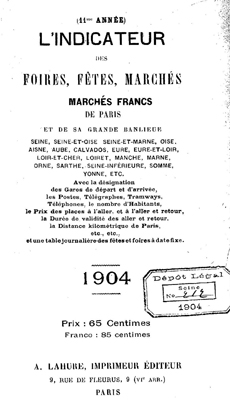 (11ᵐᵉ ANNÉE)
L'INDICATEUR
DES
FOIRES, FÊTES, MARCHÉS
MARCHÉS FRANCS
DE PARIS
ET DE SA GRANDE BANLIEUE
SEINE, SEINE-ET-OISE SEINE-ET-MARNE, OISE,
AISNE, AUBE, CALVADOS, EURE, EURE-ET-LOIR,
LOIR-ET-CHER, LOIRET, MANCHE, MARNE,
ORNE, SARTHE, SEINE-INFÉRIEURE, SOMME,
YONNE, ETC.
Avec la désignation
des Gares de départ et d'arrivée,
les Postes, Télégraphes, Tramways,
Téléphones, le nombre d'Habitants,
le Prix des places à l'aller. et à l'aller et retour,
la Durée de validité des aller et retour.
la Distance kilométrique de Paris,
etc., etc.,
et une table journalière des fêtes et foires à date fixe.
1904
Dépôt Légal
Seine
No
1904
Prix : 65 Centimes
Franco : 85 centimes
A. LAHURE, IMPRIMEUR ÉDITEUR
9, RUE DE FLEURUS, 9 (VIᵉ ARR.)
PARIS